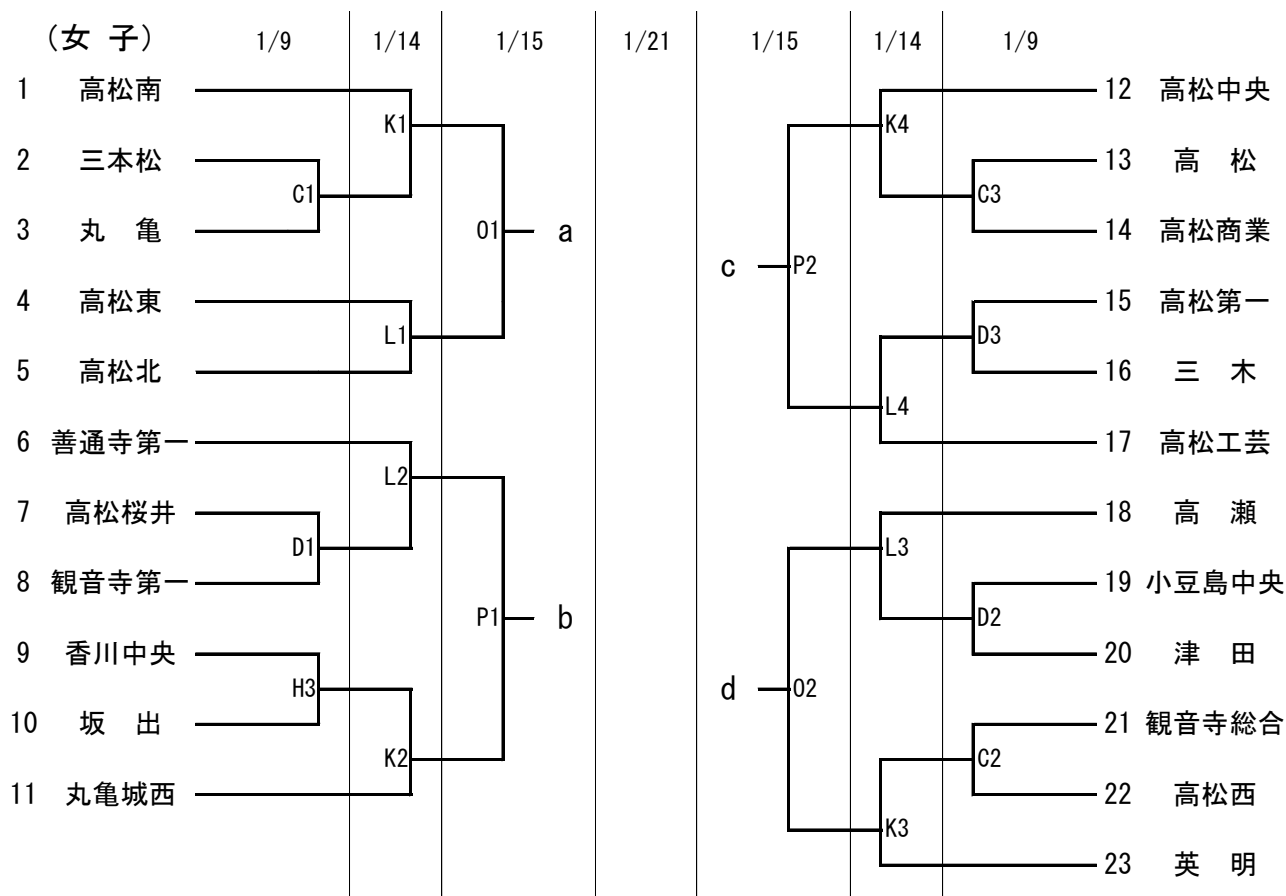 (女 子) 1/9 1/14 1/15 1/21 1/15 1/14 1/9
1 高松南
K1
2 三本松
C1
3 丸 亀
O1 a
4 高松東
L1
5 高松北
6 善通寺第一
L2
7 高松桜井
D1
8 観音寺第一
P1 b
9 香川中央
H3
10 坂 出
K2
11 丸亀城西
12 高松中央
K4
13 高 松
C3
14 高松商業
c P2
15 高松第一
D3
16 三 木
L4
17 高松工芸
18 高 瀬
L3
19 小豆島中央
D2
20 津 田
d O2
21 観音寺総合
C2
22 高松西
K3
23 英 明